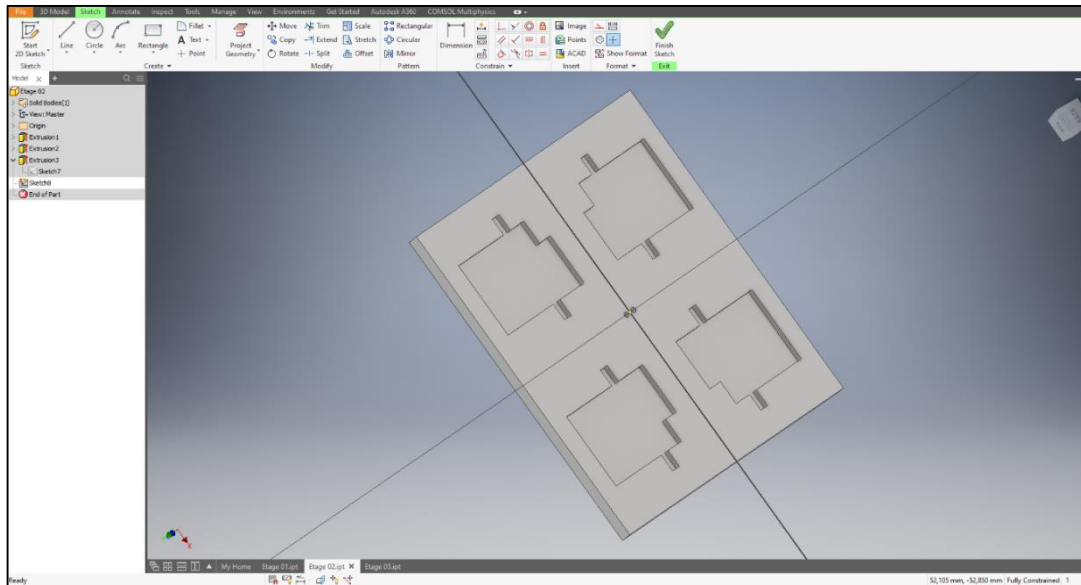 File 3D Model Sketch Annotate Inspect Tools Manage View Environments Get Started Autodesk A360 COMSOL Multiphysics
Start 2D Sketch Line Circle Arc Rectangle Fillet Text Point
Project Geometry
Move Trim Scale
Copy Extend Stretch
Rotate Split Offset
Rectangular
Circular
Mirror
Dimension
Image
Points
ACAD
Show Format
Finish Sketch
Sketch Create Modify Pattern Constrain Insert Format Exit
Model
Etage 02
Solid Bodies(1)
View: Master
Origin
Extrusion1
Extrusion2
Extrusion3
Sketch7
Sketch8
End of Part
X
My Home Etage 01.ipt Etage 02.ipt Etage 03.ipt
Ready 52,105 mm, -52,850 mm Fully Constrained 1